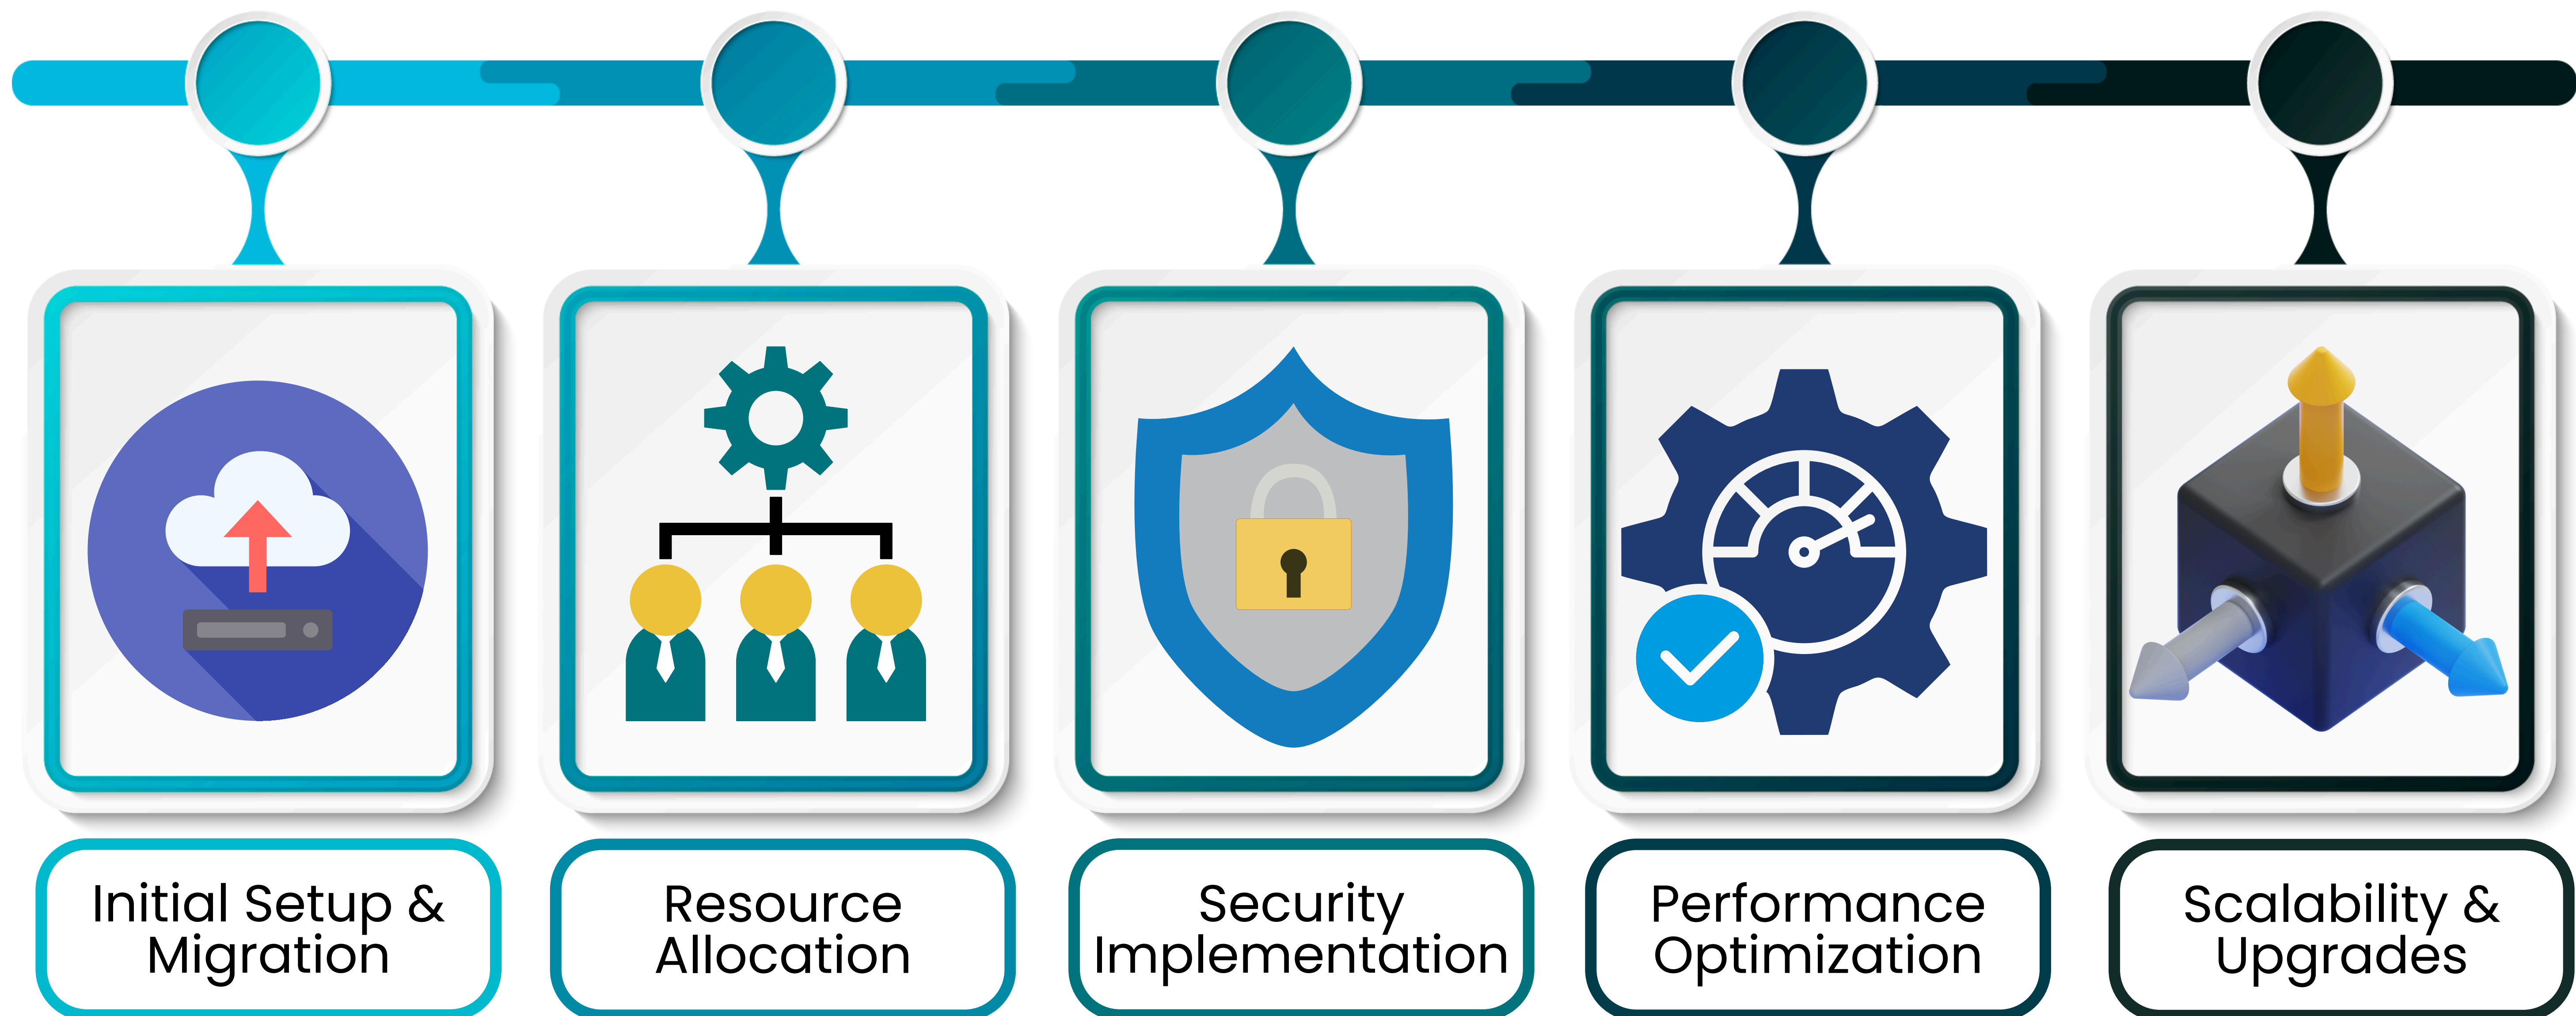 Initial Setup &
Migration
Resource
Allocation
Security
Implementation
Performance
Optimization
Scalability &
Upgrades